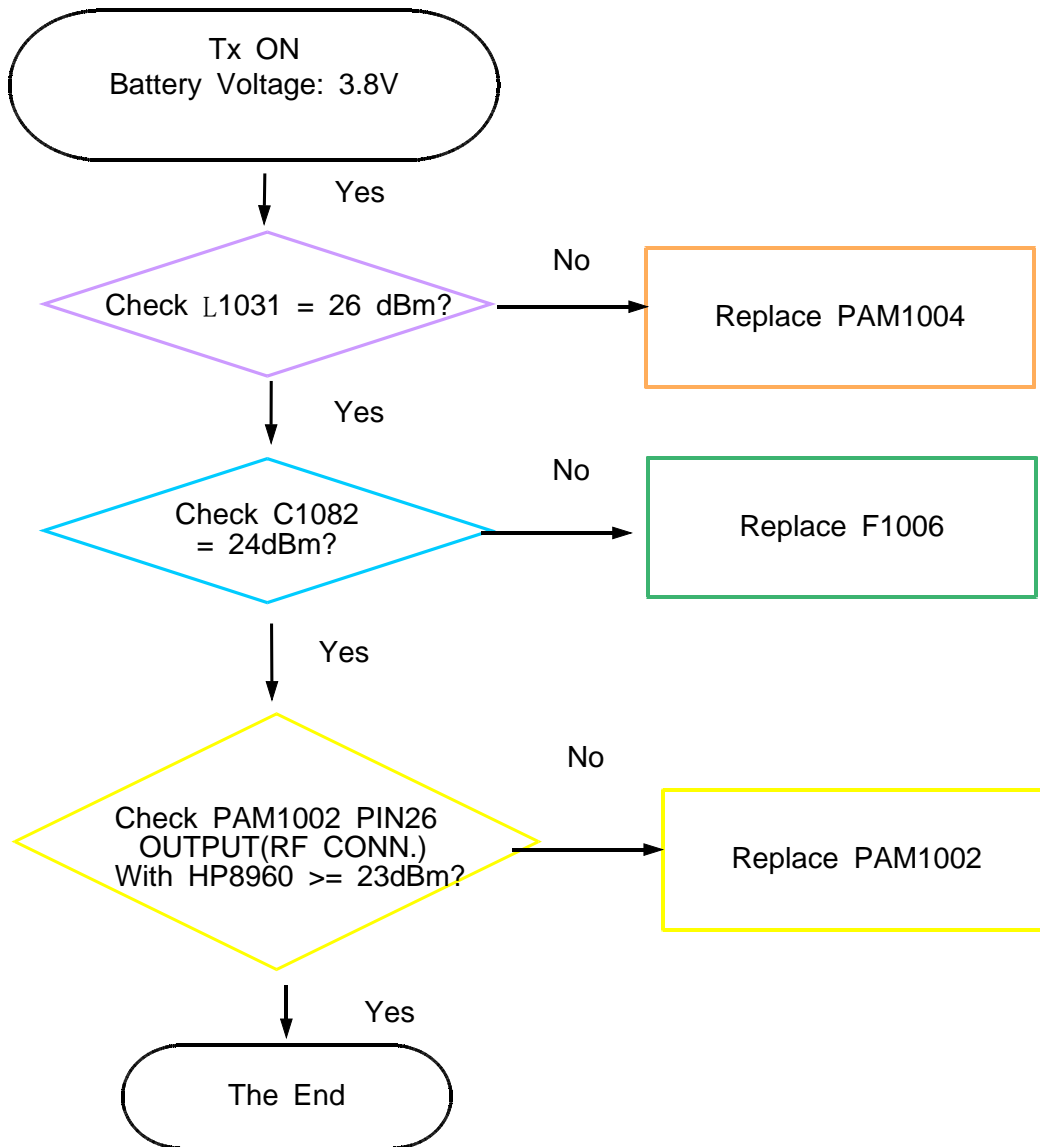 Tx ON
Battery Voltage: 3.8V
Yes
Check L1031 = 26 dBm?
No
Replace PAM1004
Yes
Check C1082
= 24dBm?
No
Replace F1006
Yes
Check PAM1002 PIN26
OUTPUT(RF CONN.)
With HP8960 >= 23dBm?
No
Replace PAM1002
Yes
The End